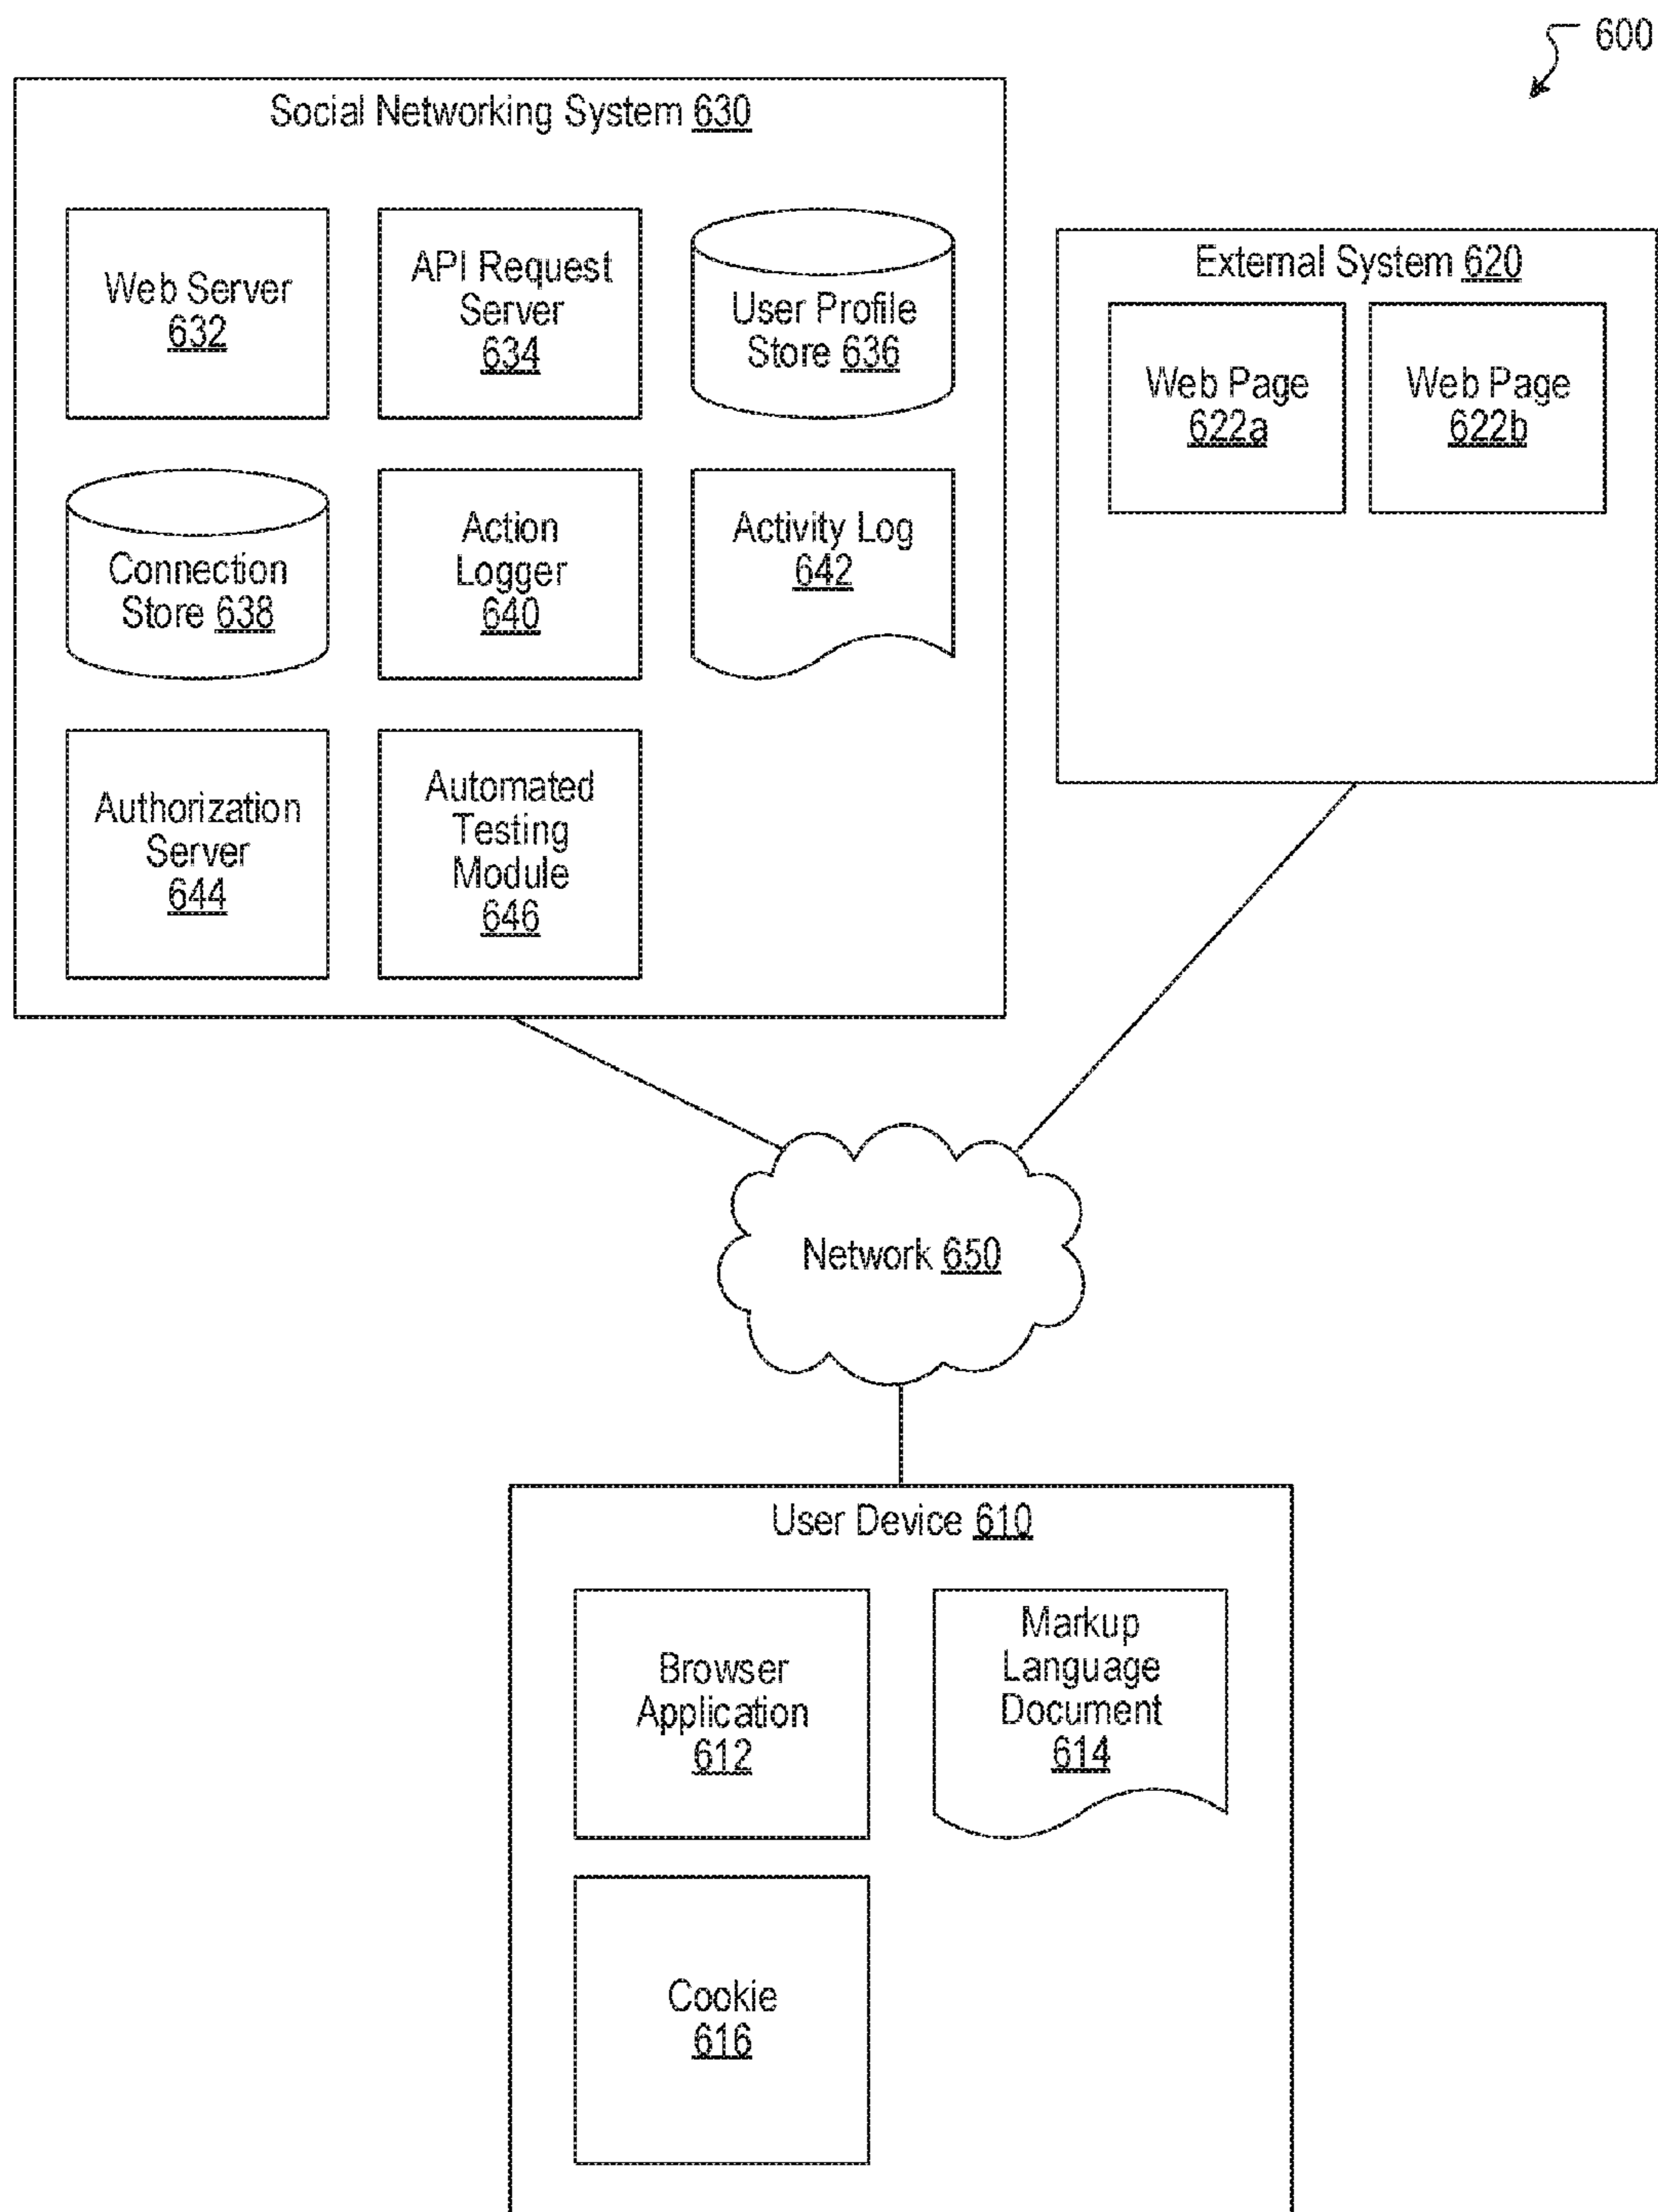 600
Social Networking System 630
Web Server
632
API Request
Server
634
User Profile
Store 636
Connection
Store 638
Action
Logger
640
Activity Log
642
Authorization
Server
644
Automated
Testing
Module
646
External System 620
Web Page
622a
Web Page
622b
Network 650
User Device 610
Browser
Application
612
Markup
Language
Document
614
Cookie
616